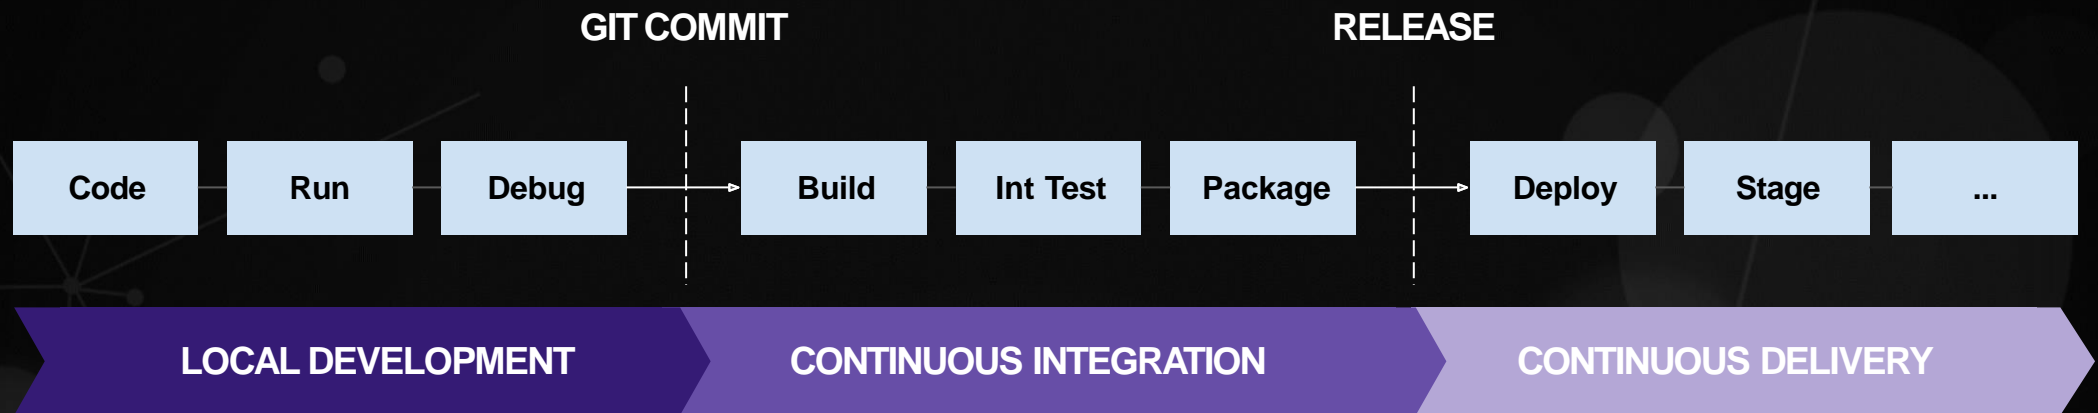 GIT COMMIT
RELEASE
Code
Run
Debug
Build
Int Test
Package
Deploy
Stage
...
LOCAL DEVELOPMENT
CONTINUOUS INTEGRATION
CONTINUOUS DELIVERY